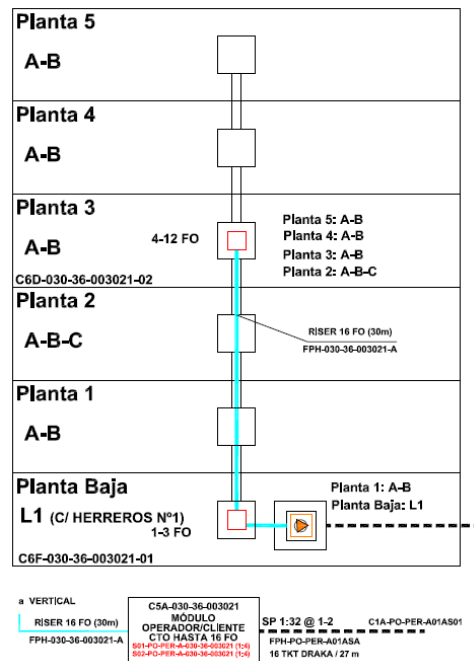 Planta 5
A-B
Planta 4
A-B
Planta 3
A-B
4-12 FO
Planta 5: A-B
Planta 4: A-B
Planta 3: A-B
Planta 2: A-B-C
C6D-030-36-003021-02
Planta 2
A-B-C
RISER 16 FO (30m)
FPH-030-36-003021-A
Planta 1
A-B
Planta Baja
L1 (C/ HERREROS Nº1)
1-3 FO
Planta 1: A-B
Planta Baja: L1
C6F-030-36-003021-01
a VERTICAL
RISER 16 FO (30m)
FPH-030-36-003021-A
C5A-030-36-003021
MÓDULO
OPERADOR/CLIENTE
CTO HASTA 16 FO
S01-PO-PER-A-030-36-003021 (1;6)
S02-PO-PER-A-030-36-003021 (1;4)
SP 1:32 @ 1-2
C1A-PO-PER-A01AS01
FPH-PO-PER-A01ASA
16 TKT DRAKA / 27 m